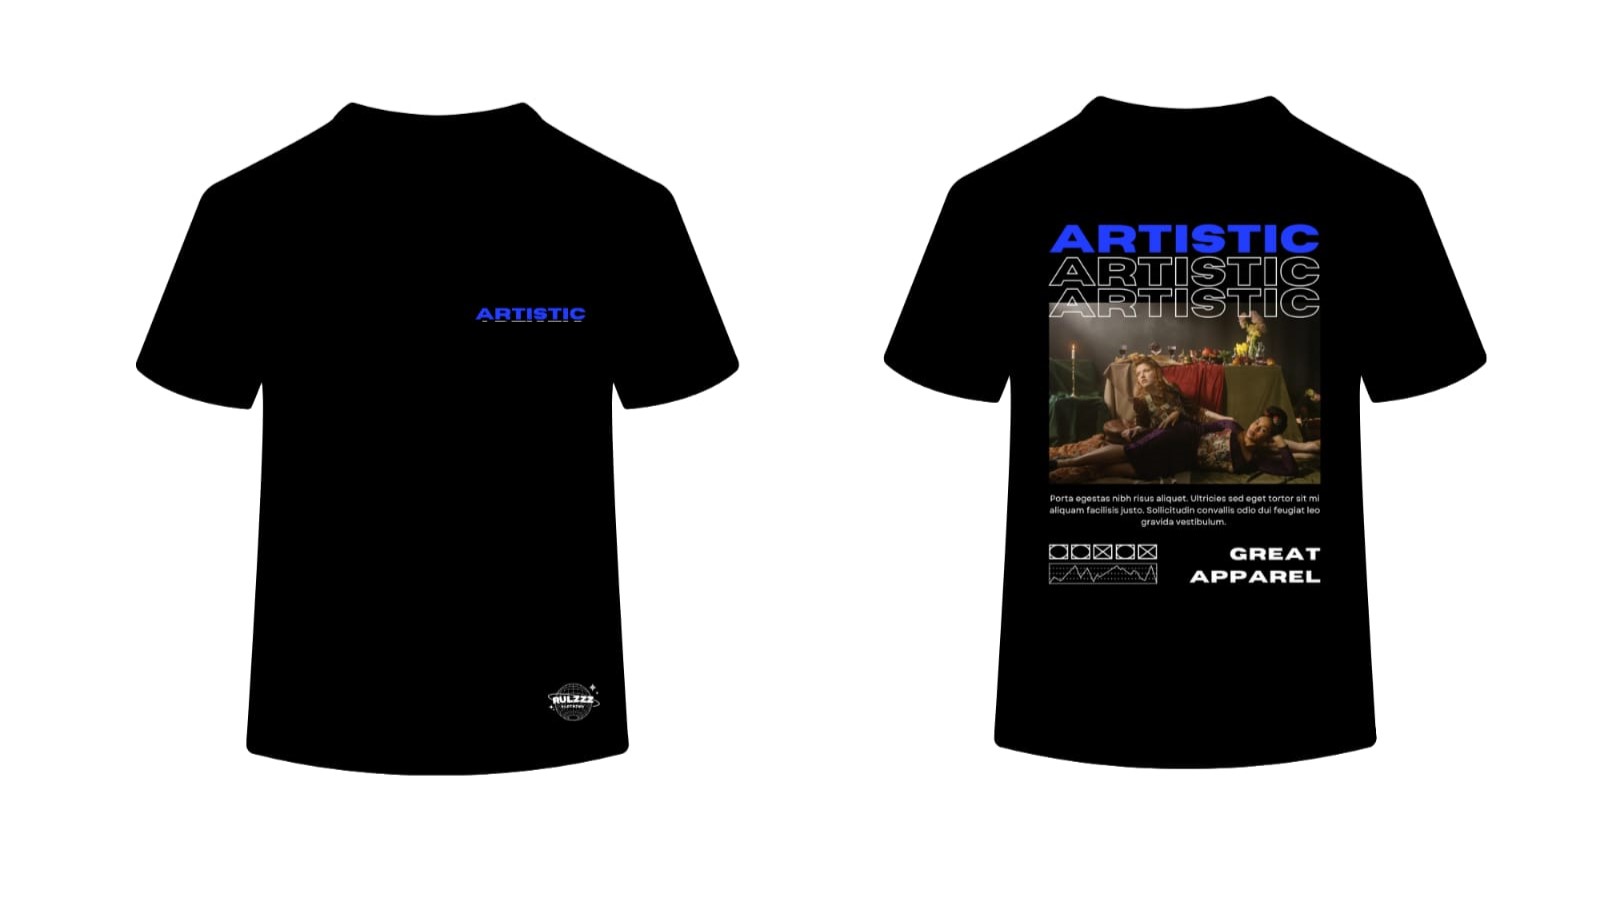 ARTISTIC
RULZZZ
ARTISTIC
ARTISTIC
ARTISTIC
Porta egestas nibh risus aliquet. Ultricies sed eget tortor sit mi
aliquam facilisis justo. Sollicitudin convallis odio dui feugiat leo
gravida vestibulum.
GREAT
APPAREL